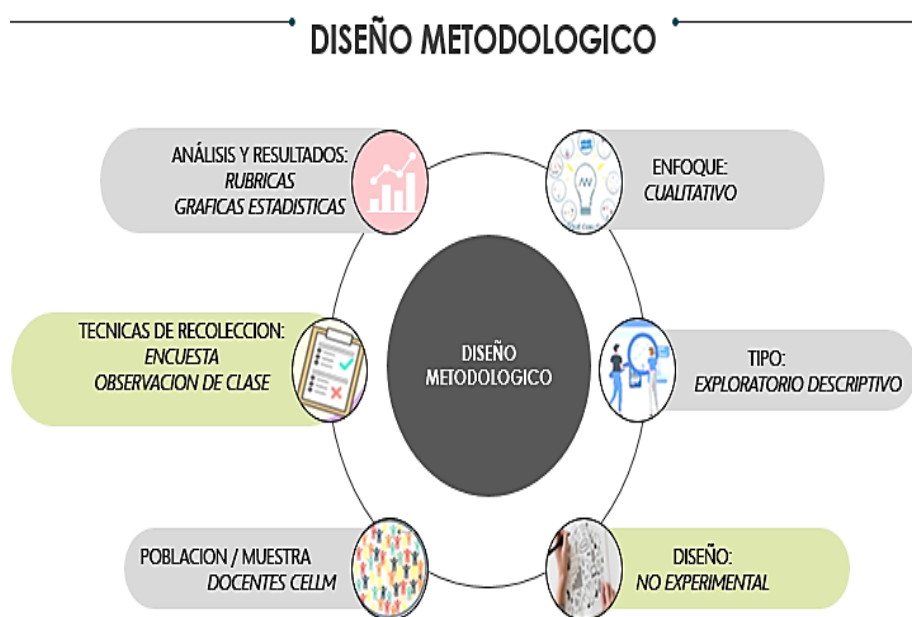 DISEÑO METODOLOGICO
ANÁLISIS Y RESULTADOS:
RUBRICAS
GRAFICAS ESTADISTICAS
ENFOQUE:
CUALITATIVO
TECNICAS DE RECOLECCION:
ENCUESTA
OBSERVACION DE CLASE
DISEÑO
METODOLOGICO
TIPO:
EXPLORATORIO DESCRIPTIVO
POBLACION / MUESTRA
DOCENTES CELLM
DISEÑO:
NO EXPERIMENTAL